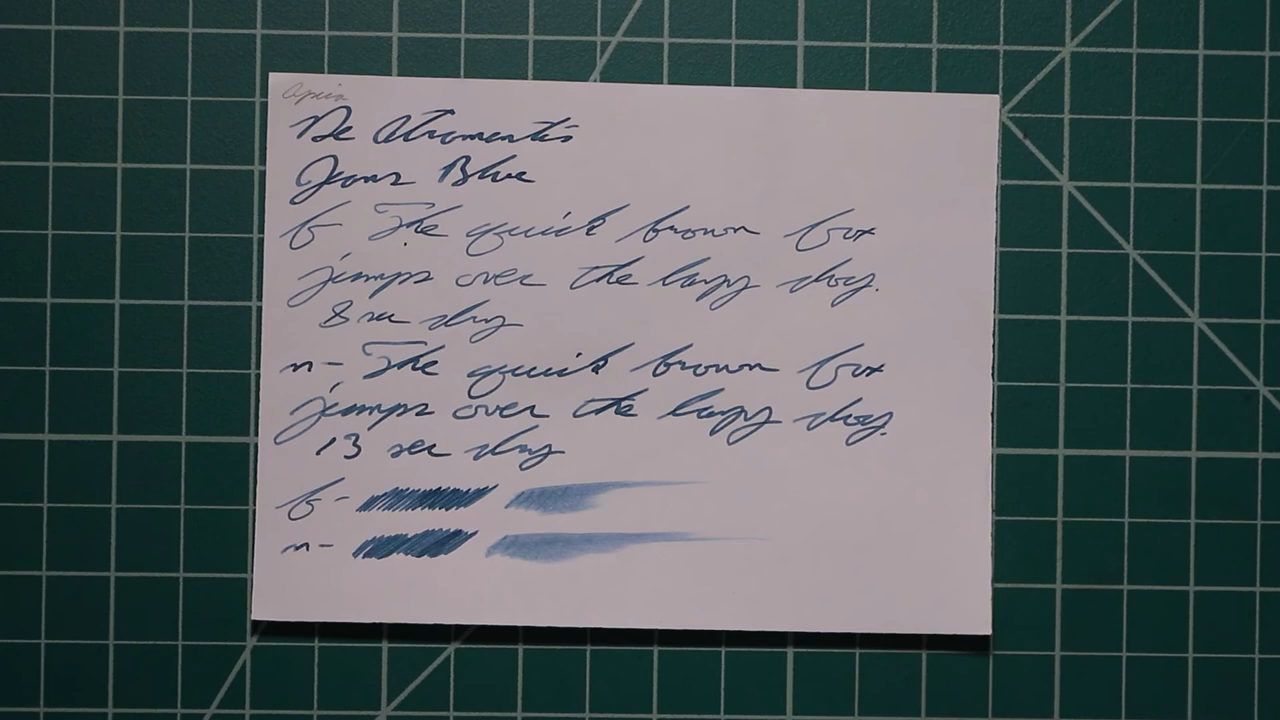 Apica
De Atramentis
Jeans Blue
f- The quick brown fox
jumps over the lazy dog.
8 sec dry
m- The quick brown fox
jumps over the lazy dog.
13 sec dry
f-
m-